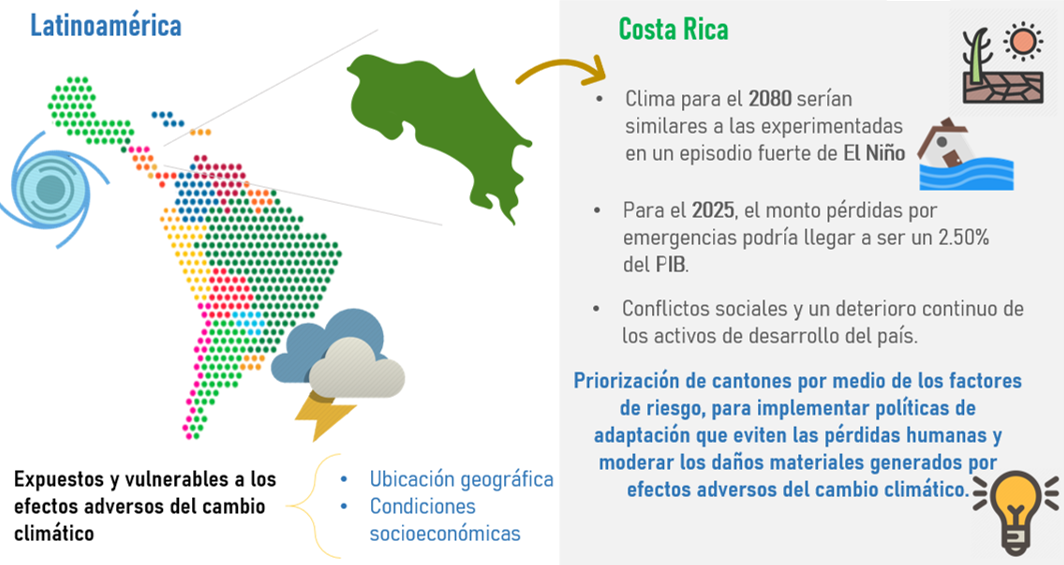 Latinoamérica
Expuestos y vulnerables a los
efectos adversos del cambio
climático
• Ubicación geográfica
• Condiciones
socioeconómicas
Costa Rica
• Clima para el 2080 serían
similares a las experimentadas
en un episodio fuerte de El Niño
• Para el 2025, el monto pérdidas por
emergencias podría llegar a ser un 2.50%
del PIB.
• Conflictos sociales y un deterioro continuo de
los activos de desarrollo del país.
Priorización de cantones por medio de los factores
de riesgo, para implementar políticas de
adaptación que eviten las pérdidas humanas y
moderar los daños materiales generados por
efectos adversos del cambio climático.